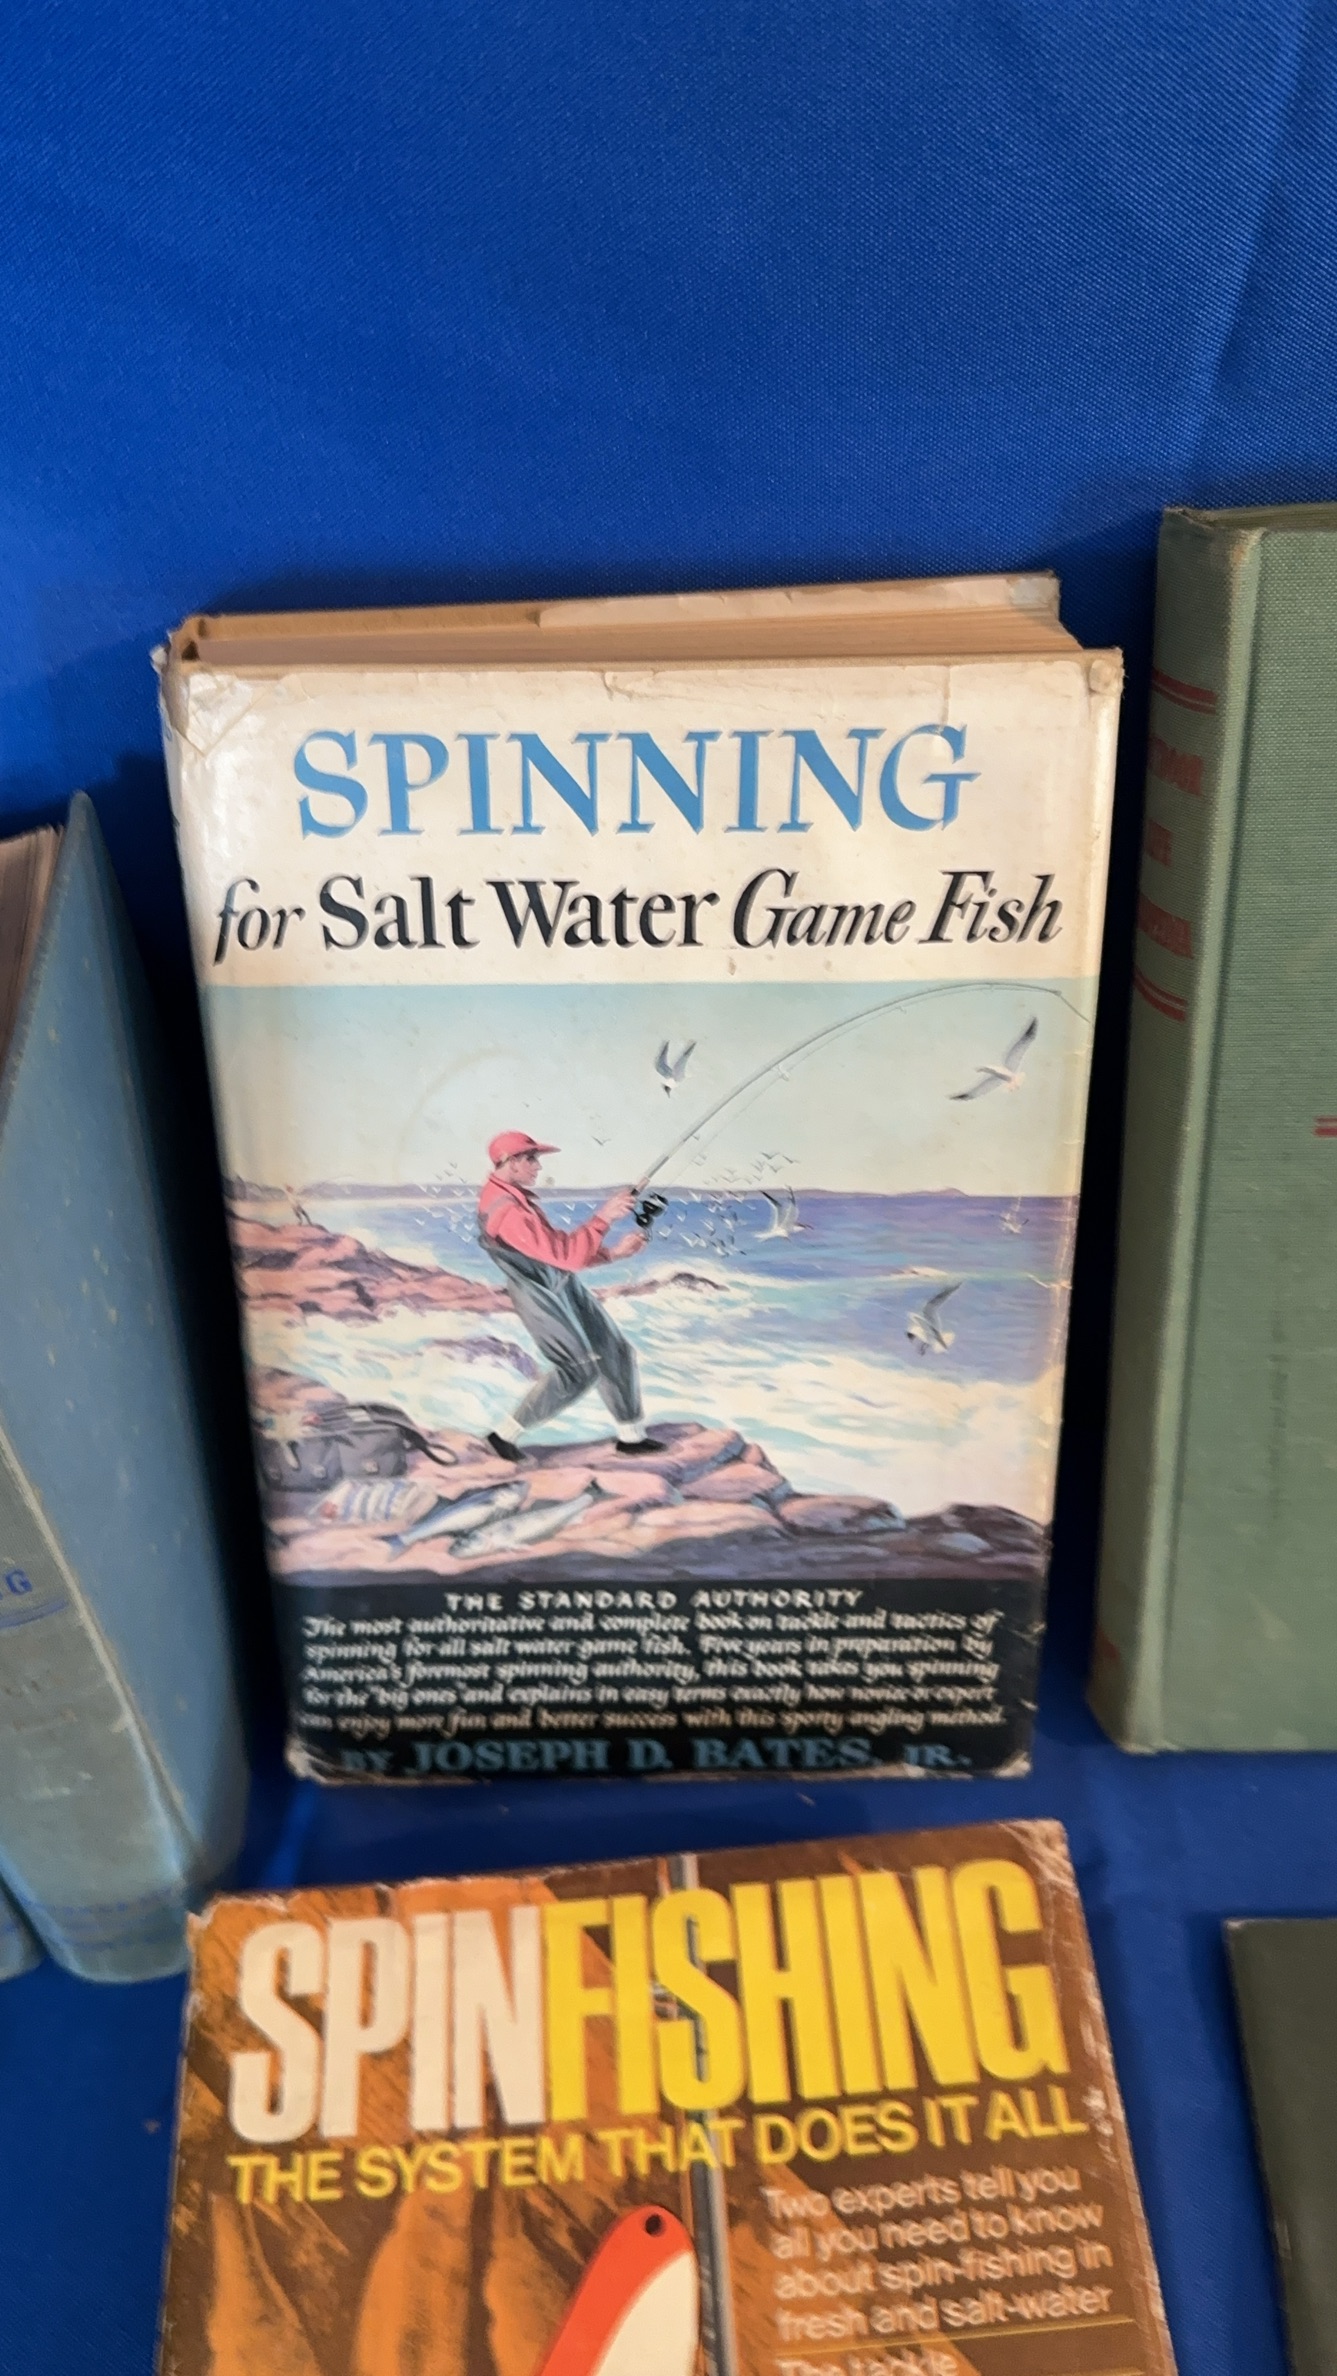 SPINNING
for Salt Water Game Fish
THE STANDARD AUTHORITY
The most authoritative and complete book on tackle and tactics of
spinning for all salt water game fish. Five years in preparation by
America's foremost spinning authority, this book takes you spinning
for the "big ones" and explains in easy terms exactly how novice or expert
can enjoy more fun and better success with this sporty angling method.
BY JOSEPH D. BATES, JR.
G
SPINFISHING
THE SYSTEM THAT DOES IT ALL
Two experts tell you
all you need to know
about spin-fishing in
fresh and salt-water
The tackle